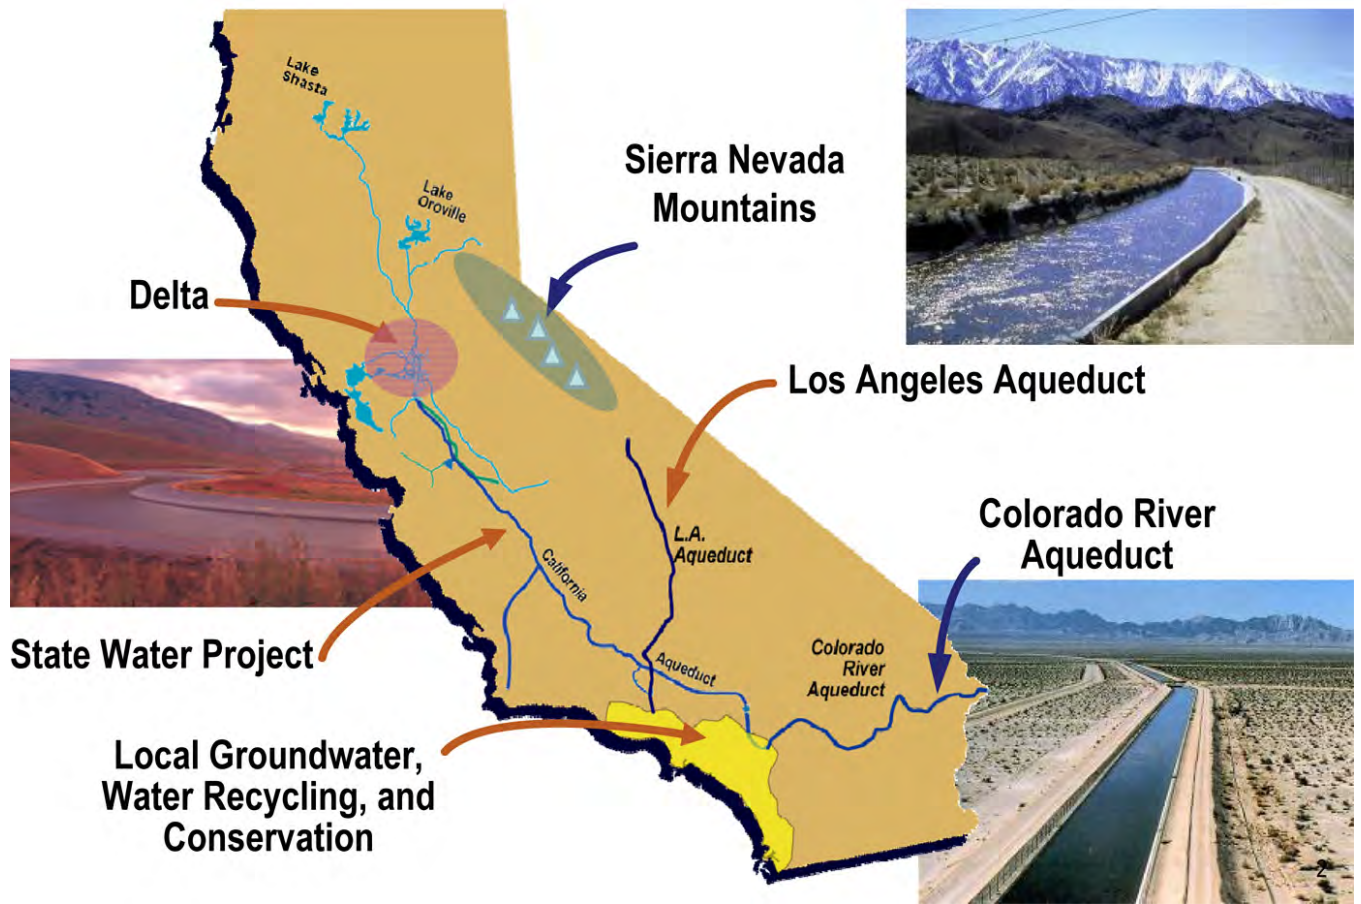 Lake
Shasta
Lake
Oroville
Sierra Nevada
Mountains
Delta
Los Angeles Aqueduct
L.A.
Aqueduct
Colorado River
Aqueduct
California
Aqueduct
State Water Project
Colorado
River
Aqueduct
Local Groundwater,
Water Recycling, and
Conservation
2